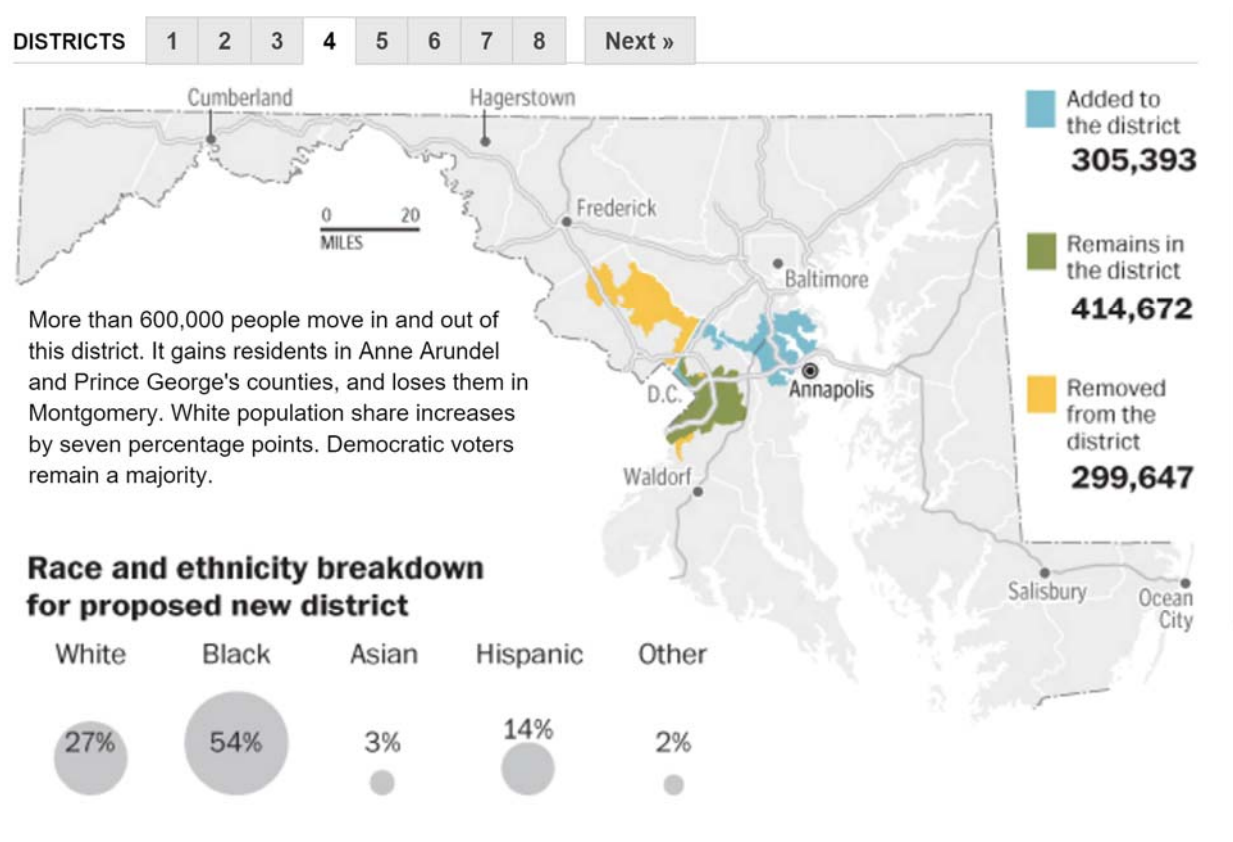 DISTRICTS 1 2 3 4 5 6 7 8 Next »
Cumberland
Hagerstown
Added to
the district
305,393
0 20
MILES
Frederick
Remains in
the district
414,672
Baltimore
More than 600,000 people move in and out of
this district. It gains residents in Anne Arundel
and Prince George's counties, and loses them in
Montgomery. White population share increases
by seven percentage points. Democratic voters
remain a majority.
D.C.
Annapolis
Removed
from the
district
299,647
Waldorf
Salisbury
Ocean
City
Race and ethnicity breakdown
for proposed new district
White Black Asian Hispanic Other
27% 54% 3% 14% 2%